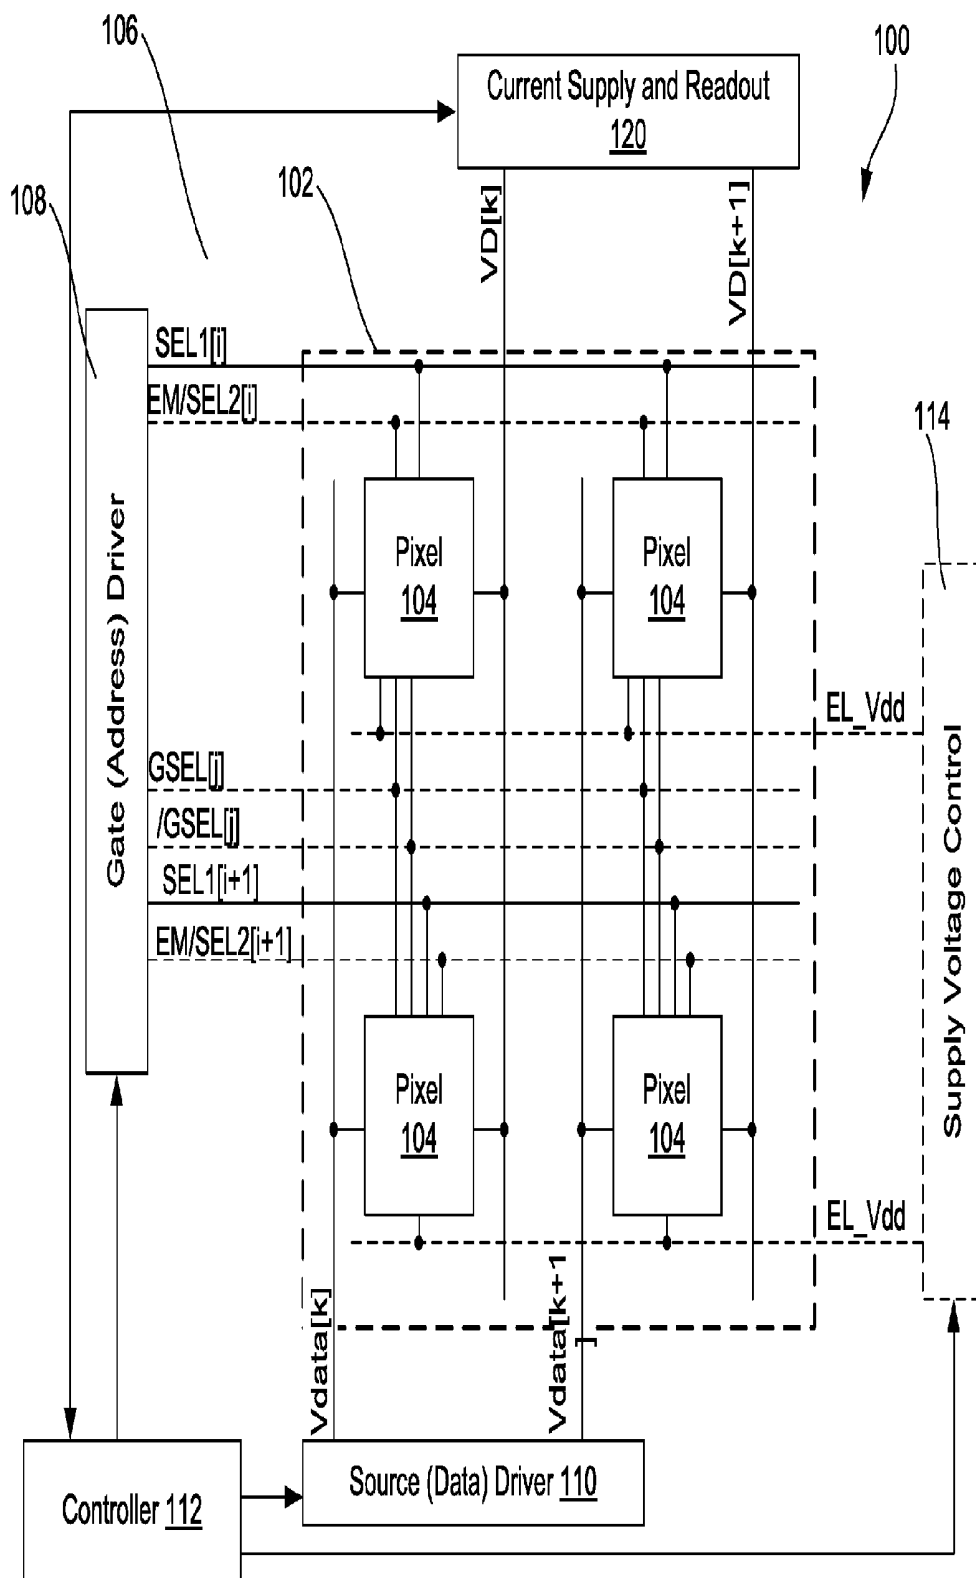 106
100
Current Supply and Readout
120
108
102
VD[k]
VD[k+1]
SEL1[i]
EM/SEL2[i]
114
Pixel
104
Pixel
104
Gate (Address) Driver
EL_Vdd
GSEL[j]
/GSEL[j]
SEL1[i+1]
EM/SEL2[i+1]
Supply Voltage Control
Pixel
104
Pixel
104
EL_Vdd
Vdata[k]
Vdata[k+1
]
Source (Data) Driver 110
Controller 112